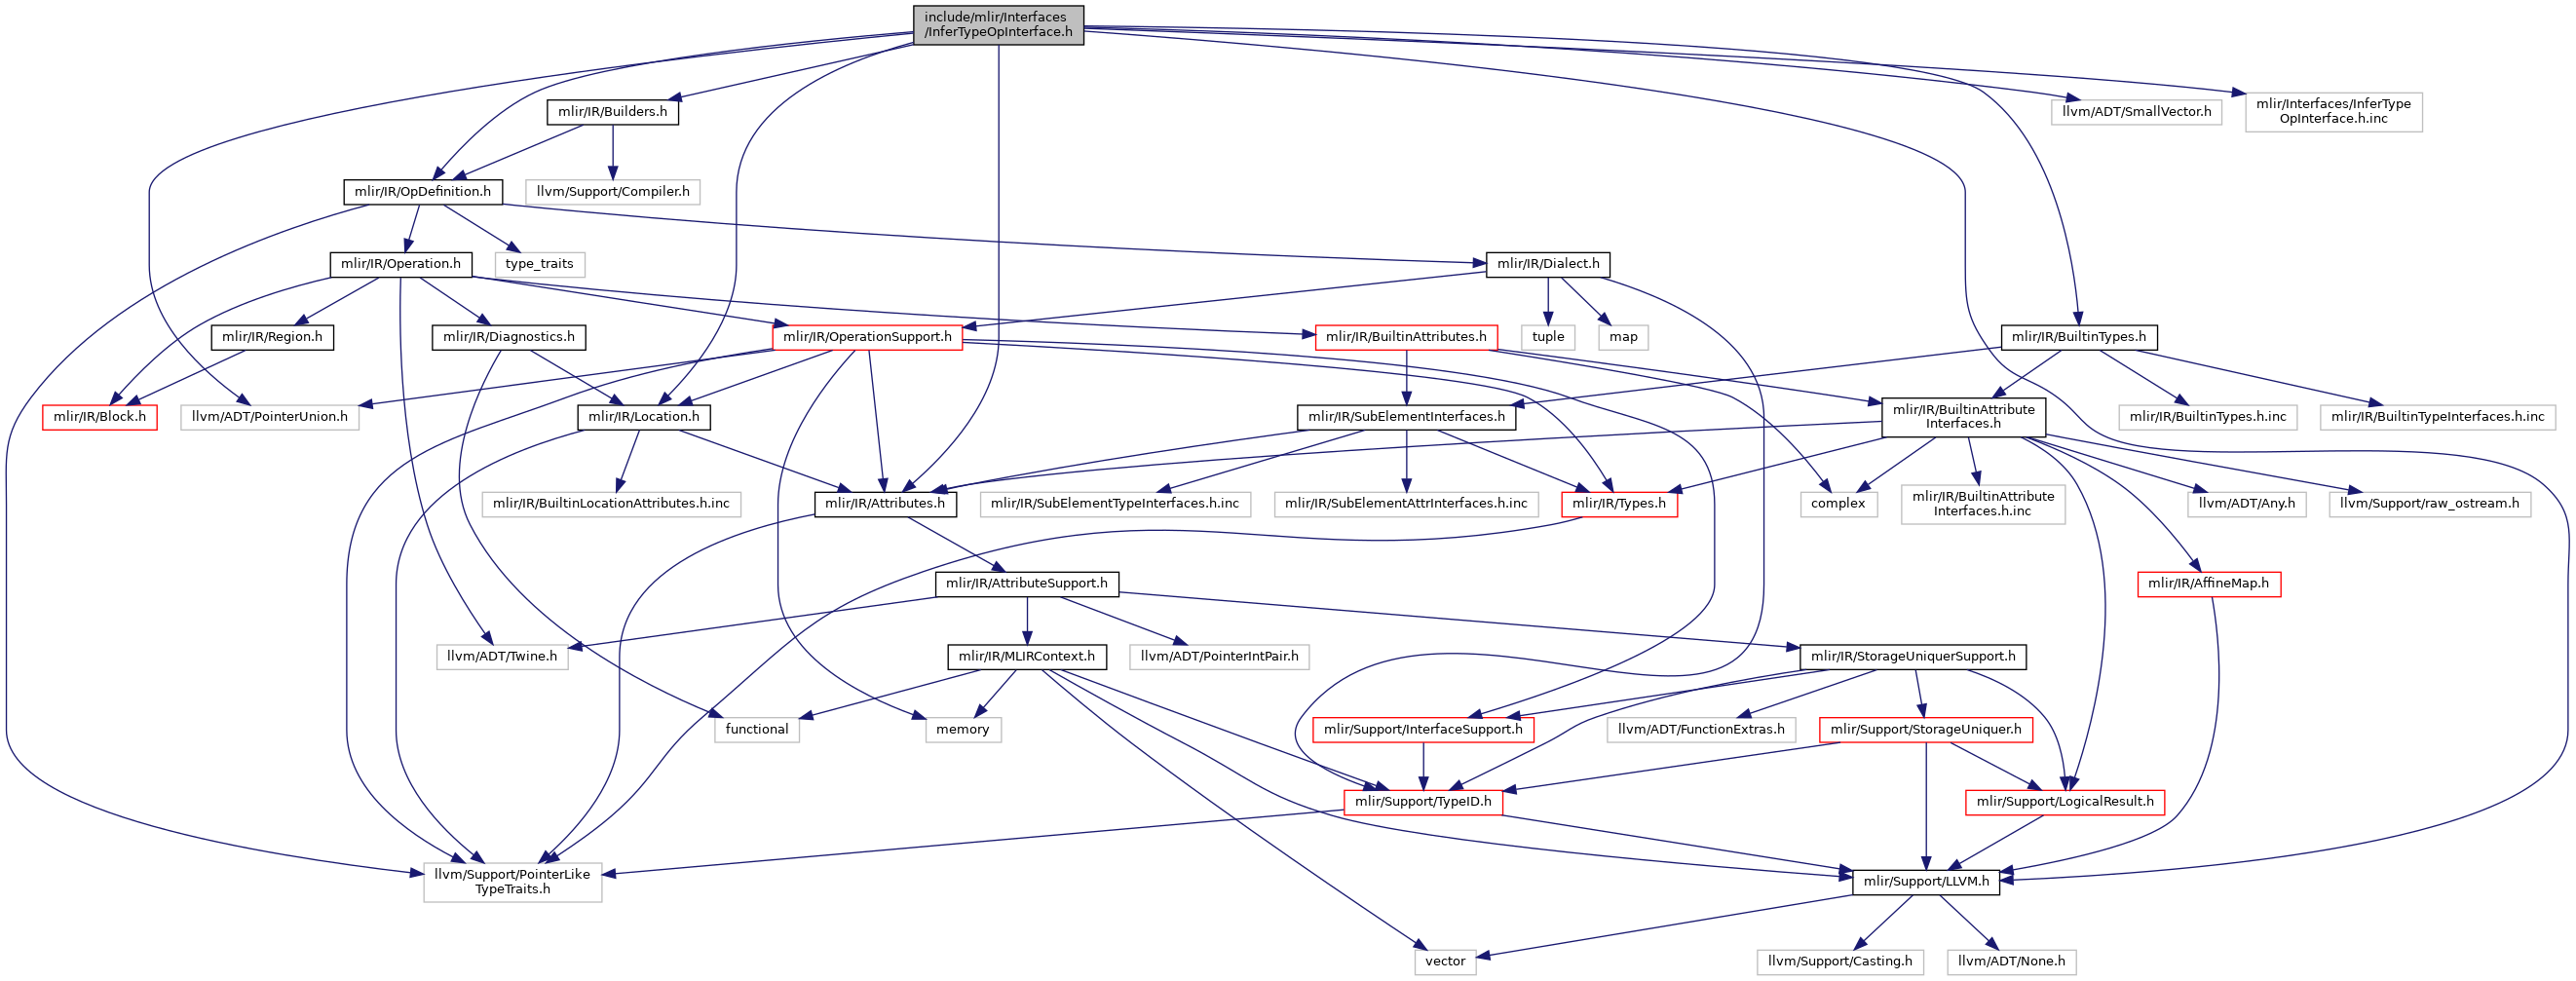 include/mlir/Interfaces
/InferTypeOpInterface.h
mlir/IR/Builders.h
llvm/ADT/SmallVector.h
mlir/Interfaces/InferType
OpInterface.h.inc
mlir/IR/OpDefinition.h
llvm/Support/Compiler.h
mlir/IR/Operation.h
type_traits
mlir/IR/Dialect.h
mlir/IR/Region.h
mlir/IR/Diagnostics.h
mlir/IR/OperationSupport.h
mlir/IR/BuiltinAttributes.h
tuple
map
mlir/IR/BuiltinTypes.h
mlir/IR/Block.h
llvm/ADT/PointerUnion.h
mlir/IR/Location.h
mlir/IR/SubElementInterfaces.h
mlir/IR/BuiltinAttribute
Interfaces.h
mlir/IR/BuiltinTypes.h.inc
mlir/IR/BuiltinTypeInterfaces.h.inc
mlir/IR/BuiltinLocationAttributes.h.inc
mlir/IR/Attributes.h
mlir/IR/SubElementTypeInterfaces.h.inc
mlir/IR/SubElementAttrInterfaces.h.inc
mlir/IR/Types.h
complex
mlir/IR/BuiltinAttribute
Interfaces.h.inc
llvm/ADT/Any.h
llvm/Support/raw_ostream.h
mlir/IR/AttributeSupport.h
mlir/IR/AffineMap.h
llvm/ADT/Twine.h
mlir/IR/MLIRContext.h
llvm/ADT/PointerIntPair.h
mlir/IR/StorageUniquerSupport.h
functional
memory
mlir/Support/InterfaceSupport.h
llvm/ADT/FunctionExtras.h
mlir/Support/StorageUniquer.h
mlir/Support/TypeID.h
mlir/Support/LogicalResult.h
llvm/Support/PointerLike
TypeTraits.h
mlir/Support/LLVM.h
vector
llvm/Support/Casting.h
llvm/ADT/None.h